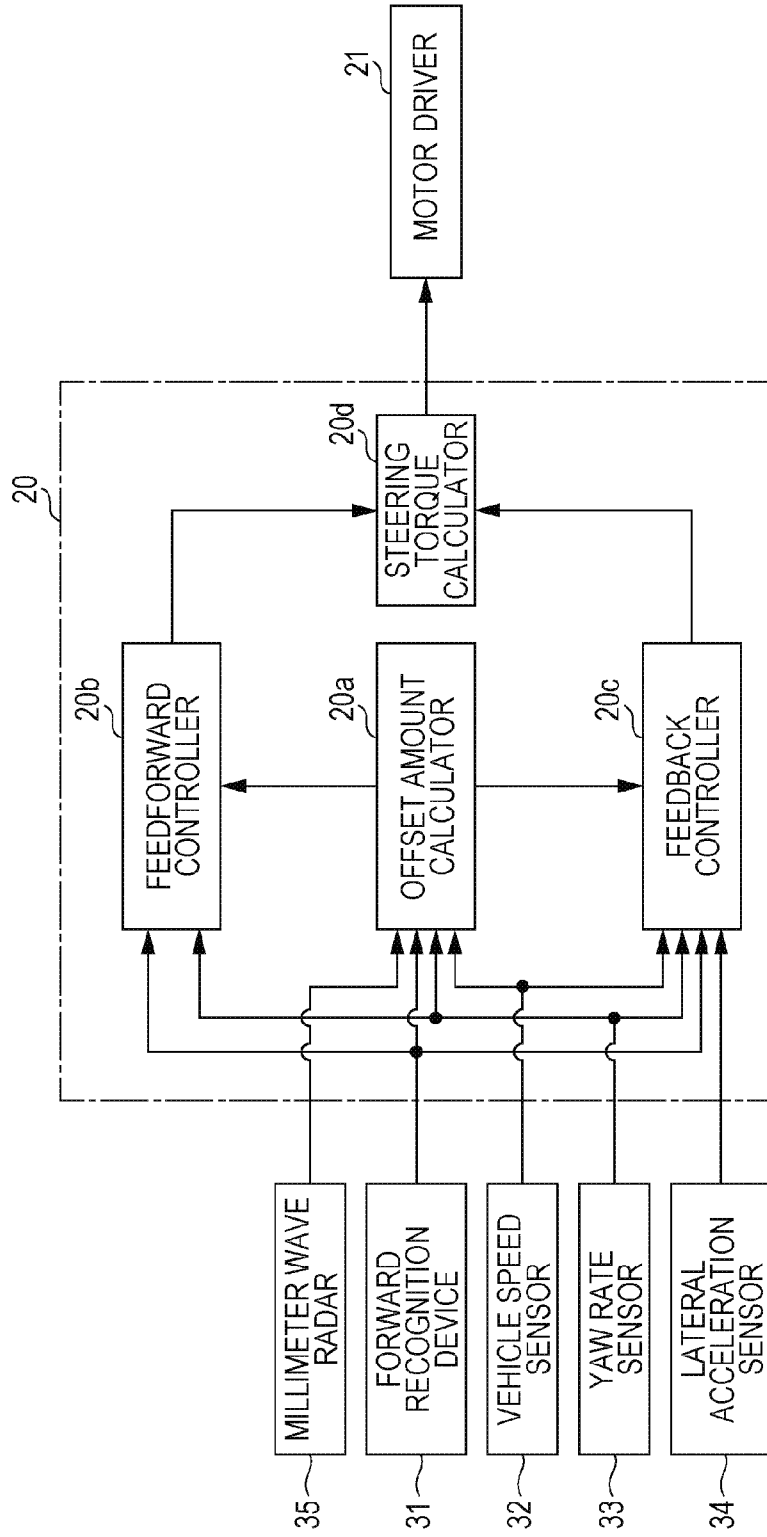 20
35
MILLIMETER WAVE
RADAR
31
FORWARD
RECOGNITION
DEVICE
32
VEHICLE SPEED
SENSOR
33
YAW RATE
SENSOR
34
LATERAL
ACCELERATION
SENSOR
20b
FEEDFORWARD
CONTROLLER
20a
OFFSET AMOUNT
CALCULATOR
20c
FEEDBACK
CONTROLLER
20d
STEERING
TORQUE
CALCULATOR
21
MOTOR DRIVER